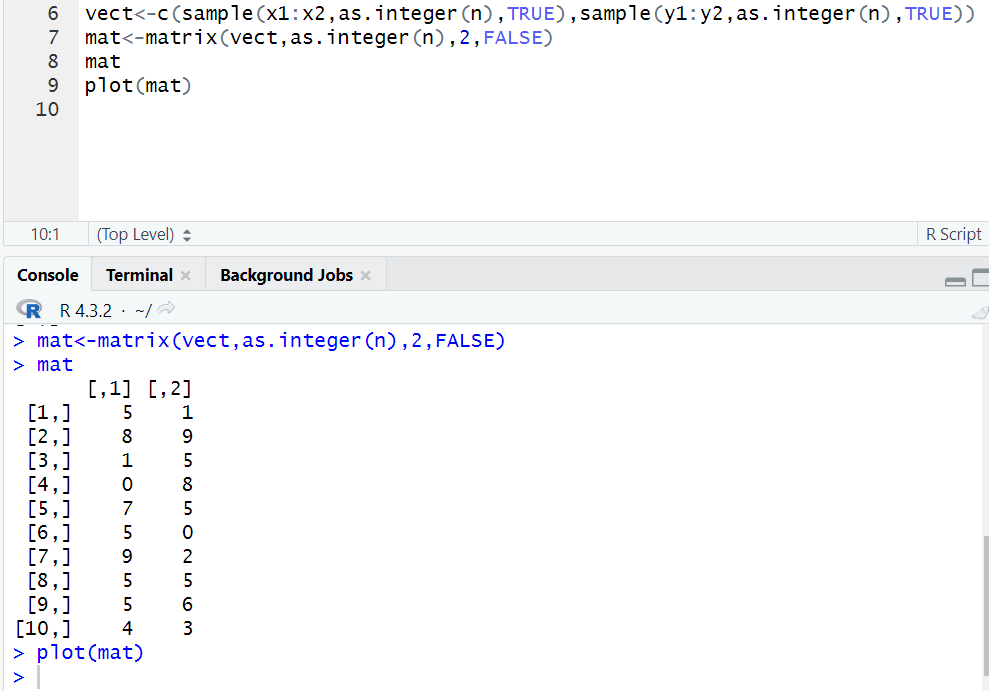 6 vect<-c(sample(x1:x2,as.integer(n),TRUE),sample(y1:y2,as.integer(n),TRUE))
7 mat<-matrix(vect,as.integer(n),2,FALSE)
8 mat
9 plot(mat)
10
10:1 (Top Level) R Script
Console Terminal Background Jobs
R R 4.3.2 · ~/
> mat<-matrix(vect,as.integer(n),2,FALSE)
> mat
[,1] [,2]
[1,] 5 1
[2,] 8 9
[3,] 1 5
[4,] 0 8
[5,] 7 5
[6,] 5 0
[7,] 9 2
[8,] 5 5
[9,] 5 6
[10,] 4 3
> plot(mat)
>